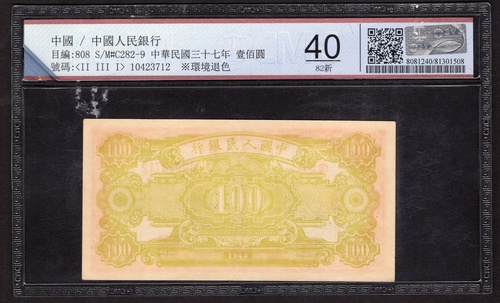 中國 / 中國人民銀行
目編:808 S/M#C282-9 中華民國三十七年 壹佰圓
號碼:<II III I> 10423712 ※環境退色
40
82新
8081240/81301508
行銀民人國中
100 100
100
100 100